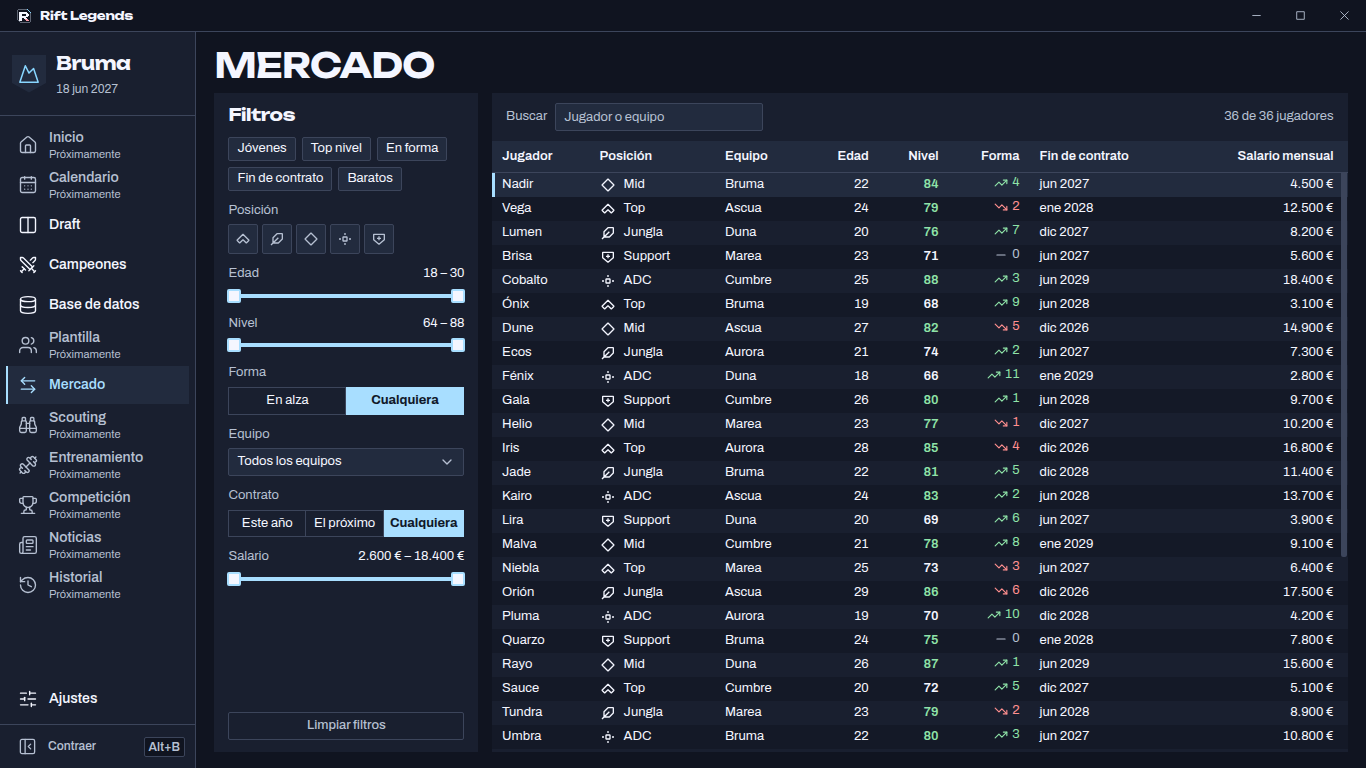 Rift Legends
Bruma
18 jun 2027
Inicio
Próximamente
Calendario
Próximamente
Draft
Campeones
Base de datos
Plantilla
Próximamente
Mercado
Scouting
Próximamente
Entrenamiento
Próximamente
Competición
Próximamente
Noticias
Próximamente
Historial
Próximamente
Ajustes
Contraer Alt+B
MERCADO
Filtros
Jóvenes Top nivel En forma
Fin de contrato Baratos
Posición
Edad 18 – 30
Nivel 64 – 88
Forma
En alza Cualquiera
Equipo
Todos los equipos
Contrato
Este año El próximo Cualquiera
Salario 2.600 € – 18.400 €
Limpiar filtros
Buscar Jugador o equipo 36 de 36 jugadores
Jugador Posición Equipo Edad Nivel Forma Fin de contrato Salario mensual
Nadir Mid Bruma 22 84 4 jun 2027 4.500 €
Vega Top Ascua 24 79 2 ene 2028 12.500 €
Lumen Jungla Duna 20 76 7 jun 2027 8.200 €
Brisa Support Marea 23 71 0 jun 2027 5.600 €
Cobalto ADC Cumbre 25 88 3 jun 2029 18.400 €
Ónix Top Bruma 19 68 9 jun 2028 3.100 €
Dune Mid Ascua 27 82 5 dic 2026 14.900 €
Ecos Jungla Aurora 21 74 2 jun 2027 7.300 €
Fénix ADC Duna 18 66 11 ene 2029 2.800 €
Gala Support Cumbre 26 80 1 jun 2028 9.700 €
Helio Mid Marea 23 77 1 dic 2027 10.200 €
Iris Top Aurora 28 85 4 dic 2026 16.800 €
Jade Jungla Bruma 22 81 5 dic 2028 11.400 €
Kairo ADC Ascua 24 83 2 jun 2028 13.700 €
Lira Support Duna 20 69 6 jun 2027 3.900 €
Malva Mid Cumbre 21 78 8 ene 2029 9.100 €
Niebla Top Marea 25 73 3 jun 2027 6.400 €
Orión Jungla Ascua 29 86 6 dic 2026 17.500 €
Pluma ADC Aurora 19 70 10 dic 2028 4.200 €
Quarzo Support Bruma 24 75 0 ene 2028 7.800 €
Rayo Mid Duna 26 87 1 jun 2029 15.600 €
Sauce Top Cumbre 20 72 5 dic 2027 5.100 €
Tundra Jungla Marea 23 79 2 jun 2028 8.900 €
Umbra ADC Bruma 22 80 3 jun 2027 10.800 €